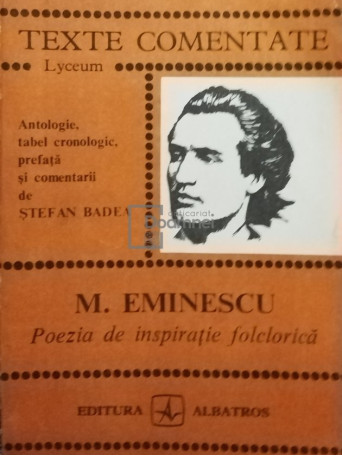 TEXTE COMENTATE
Lyceum
Antologie,
tabel cronologic,
prefață
și comentarii
de
ȘTEFAN BADEA
anticariat
M. EMINESCU
Poezia de inspirație folclorică
EDITURA ALBATROS